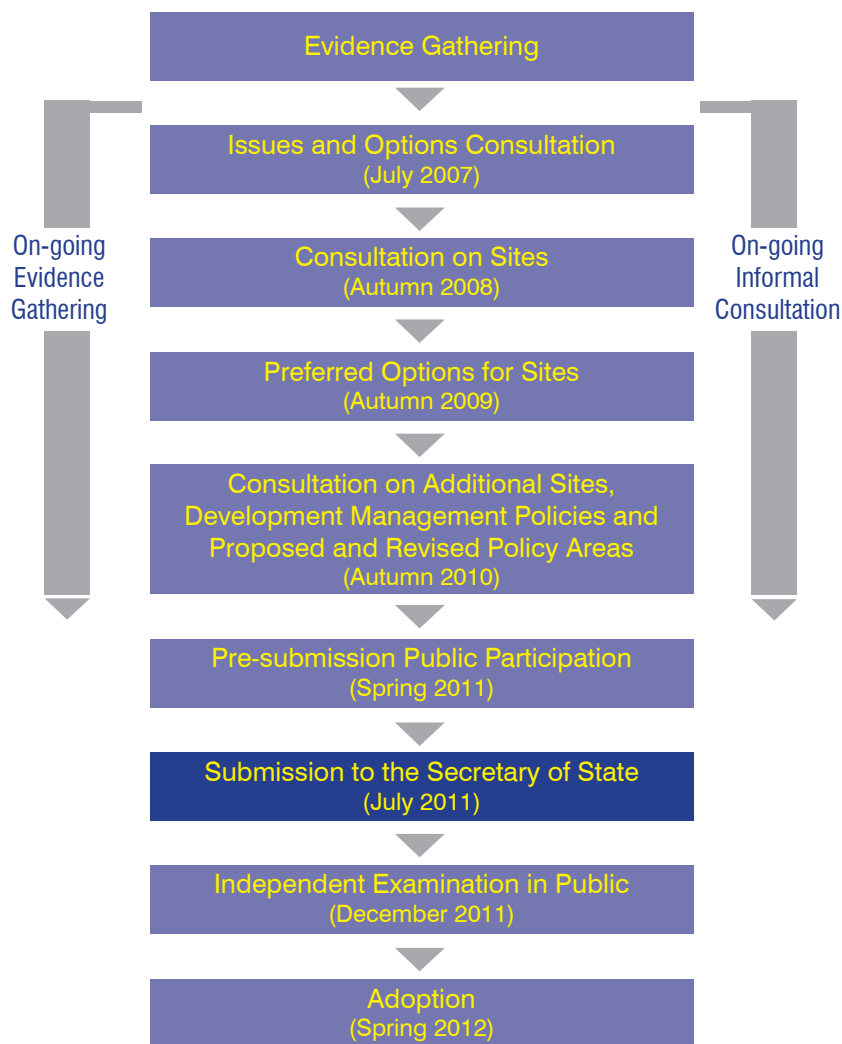 Evidence Gathering
Issues and Options Consultation
(July 2007)
On-going
Evidence
Gathering
Consultation on Sites
(Autumn 2008)
On-going
Informal
Consultation
Preferred Options for Sites
(Autumn 2009)
Consultation on Additional Sites,
Development Management Policies and
Proposed and Revised Policy Areas
(Autumn 2010)
Pre-submission Public Participation
(Spring 2011)
Submission to the Secretary of State
(July 2011)
Independent Examination in Public
(December 2011)
Adoption
(Spring 2012)